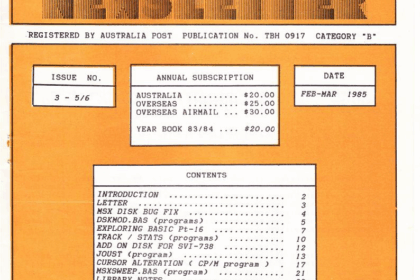 NEWSLETTER
REGISTERED BY AUSTRALIA POST PUBLICATION No. TBH 0917 CATEGORY "B"
ISSUE NO.
3 - 5/6
ANNUAL SUBSCRIPTION
AUSTRALIA .......... $20.00
OVERSEAS .......... $25.00
OVERSEAS AIRMAIL ... $30.00
YEAR BOOK 83/84 .... $20.00
DATE
FEB-MAR 1985
CONTENTS
INTRODUCTION ........................ 2
LETTER .............................. 3
MSX DISK BUG FIX .................... 4
DSKMOD.BAS (programs) ............... 5
EXPLORING BASIC Pt-16 ............... 7
TRACK / STATS (programs) ............ 10
ADD ON DISK FOR SVI-738 ............. 12
JOUST (program) ..................... 13
CURSOR ALTERATION ( CP/M program ) . 17
MSXSWEEP.BAS (program) .............. 21
LIBRARY NOTES